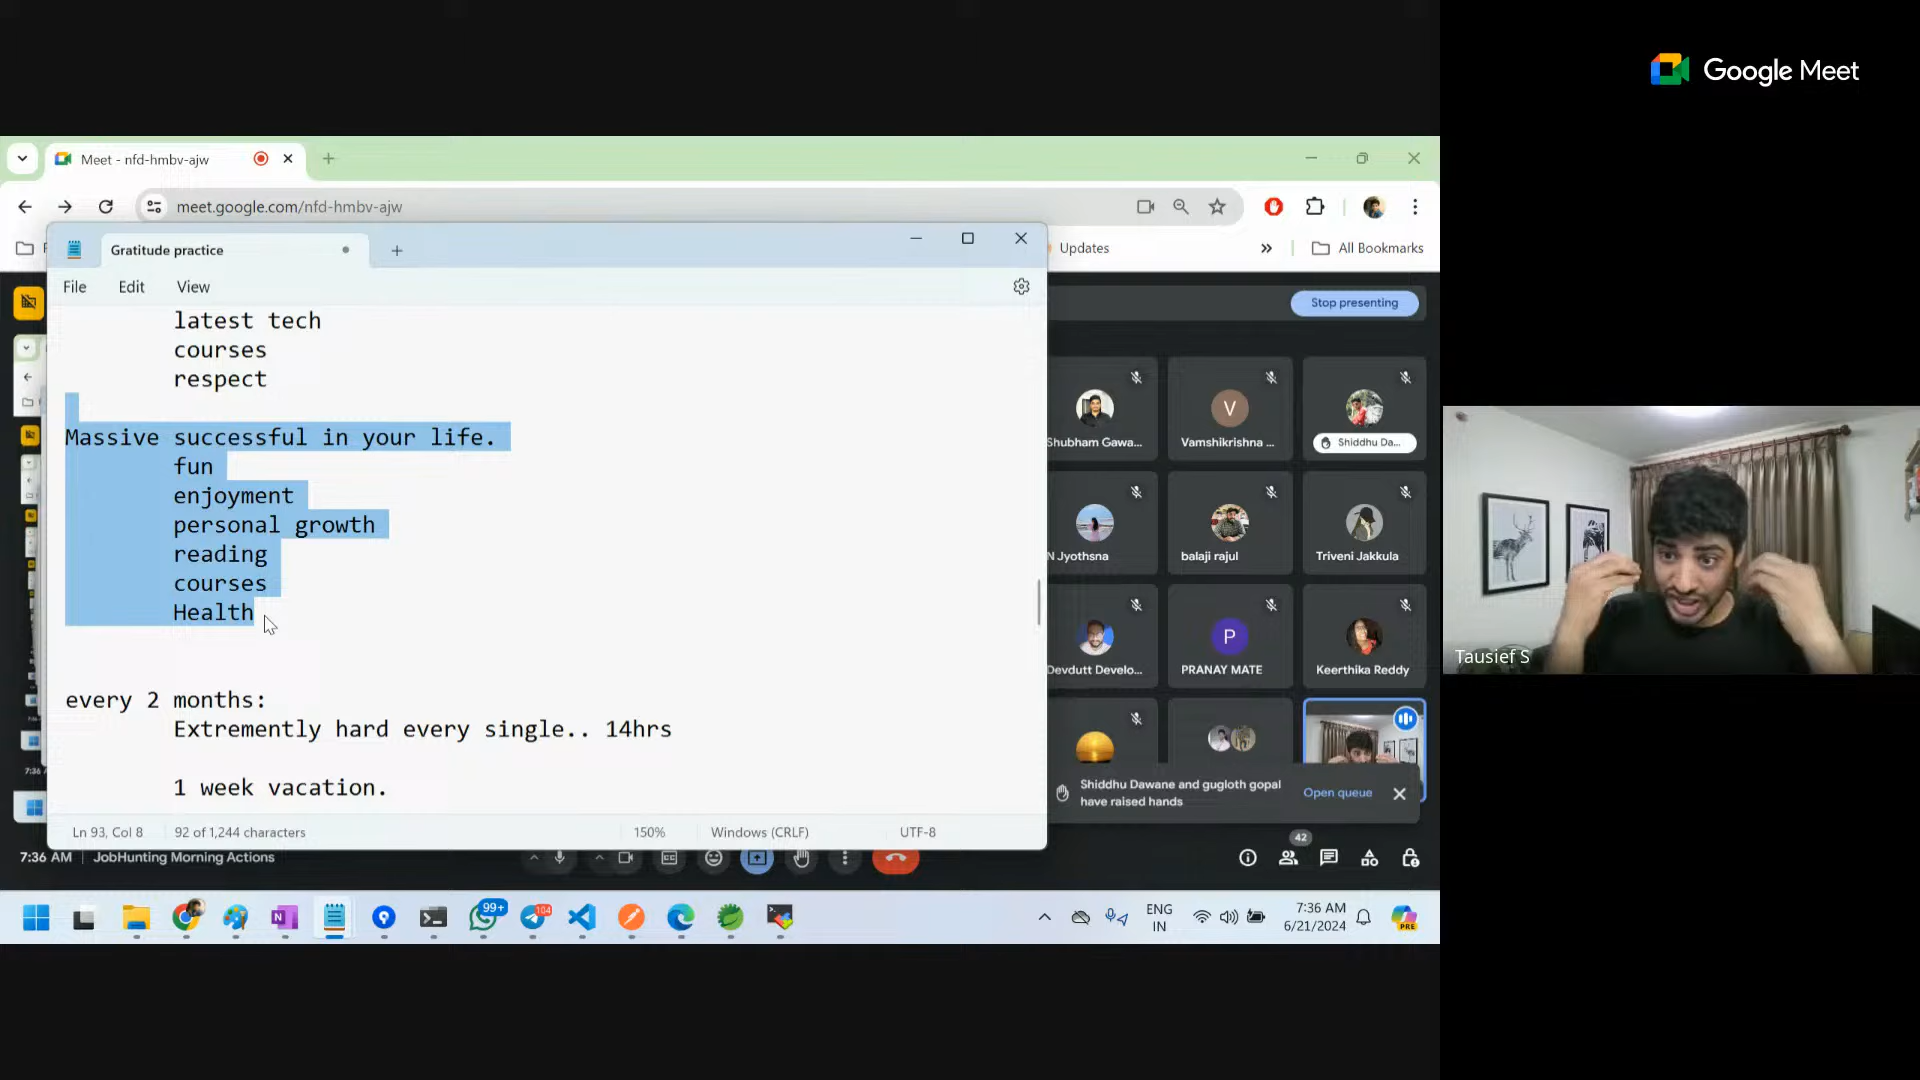 Google Meet
Meet - nfd-hmbv-ajw
meet.google.com/nfd-hmbv-ajw
Updates
All Bookmarks
Gratitude practice
File Edit View
Stop presenting
latest tech
courses
respect
Massive successful in your life.
fun
enjoyment
personal growth
reading
courses
Health
every 2 months:
Extremently hard every single.. 14hrs
1 week vacation.
Ln 93, Col 8
92 of 1,244 characters
150%
Windows (CRLF)
UTF-8
Shubham Gawa...
V
Vamshikrishna ...
Shiddhu Da...
N Jyothsna
balaji rajul
Triveni Jakkula
Devdutt Develo...
P
PRANAY MATE
Keerthika Reddy
Shiddhu Dawane and gugloth gopal
have raised hands
Open queue
Tausief S
7:36 AM | JobHunting Morning Actions
42
99+
104
ENG
IN
7:36 AM
6/21/2024
PRE